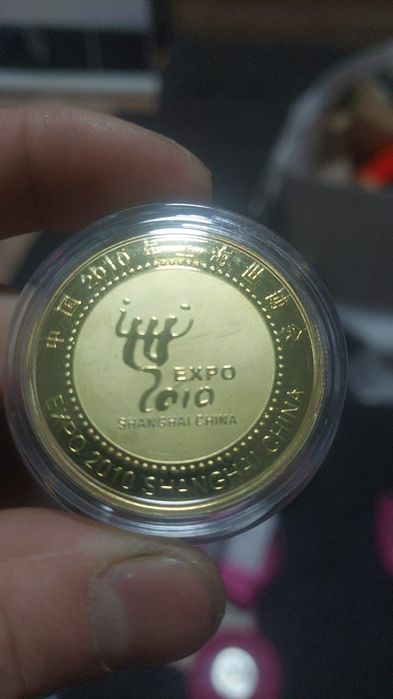 中国2010年上海世博会
EXPO
2010
SHANGHAI CHINA
EXPO 2010 SHANGHAI CHINA